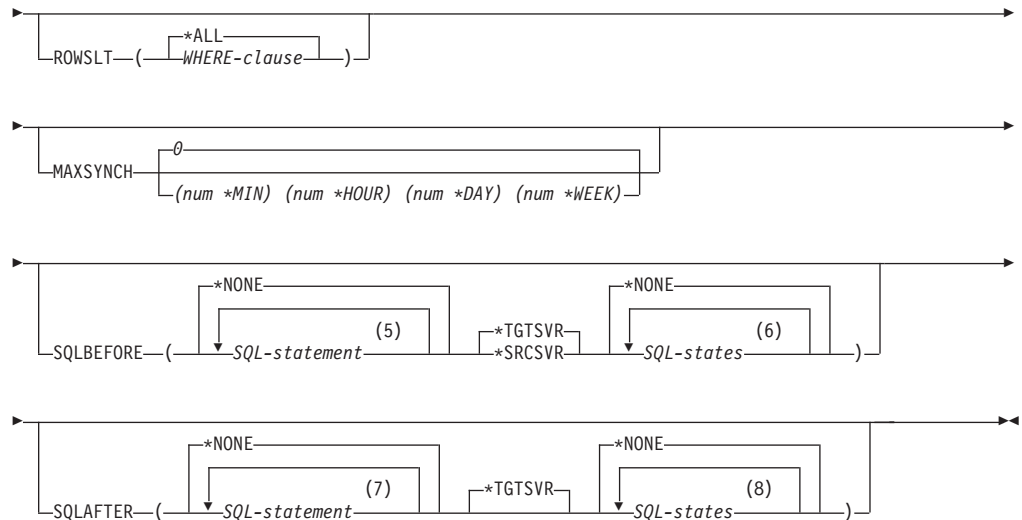 *ALL
ROWSLT ( WHERE-clause )
0
MAXSYNCH
(num *MIN) (num *HOUR) (num *DAY) (num *WEEK)
*NONE *NONE
(5) *TGTSVR (6)
SQLBEFORE ( SQL-statement *SRCSVR SQL-states )
*NONE *NONE
(7) *TGTSVR (8)
SQLAFTER ( SQL-statement SQL-states )